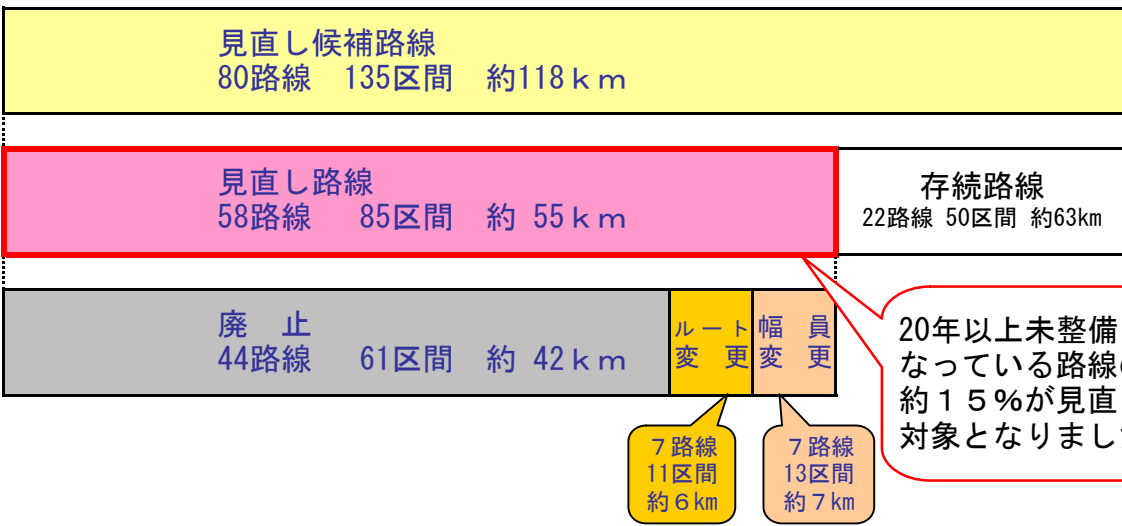 見直し候補路線
80路線 135区間 約118ｋｍ
見直し路線
58路線 85区間 約 55ｋｍ
存続路線
22路線 50区間 約63km
廃 止
44路線 61区間 約 42ｋｍ
ルート
変 更
幅 員
変 更
20年以上未整備
なっている路線
約１５%が見直
対象となりまし
７路線
11区間
約６km
７路線
13区間
約７km